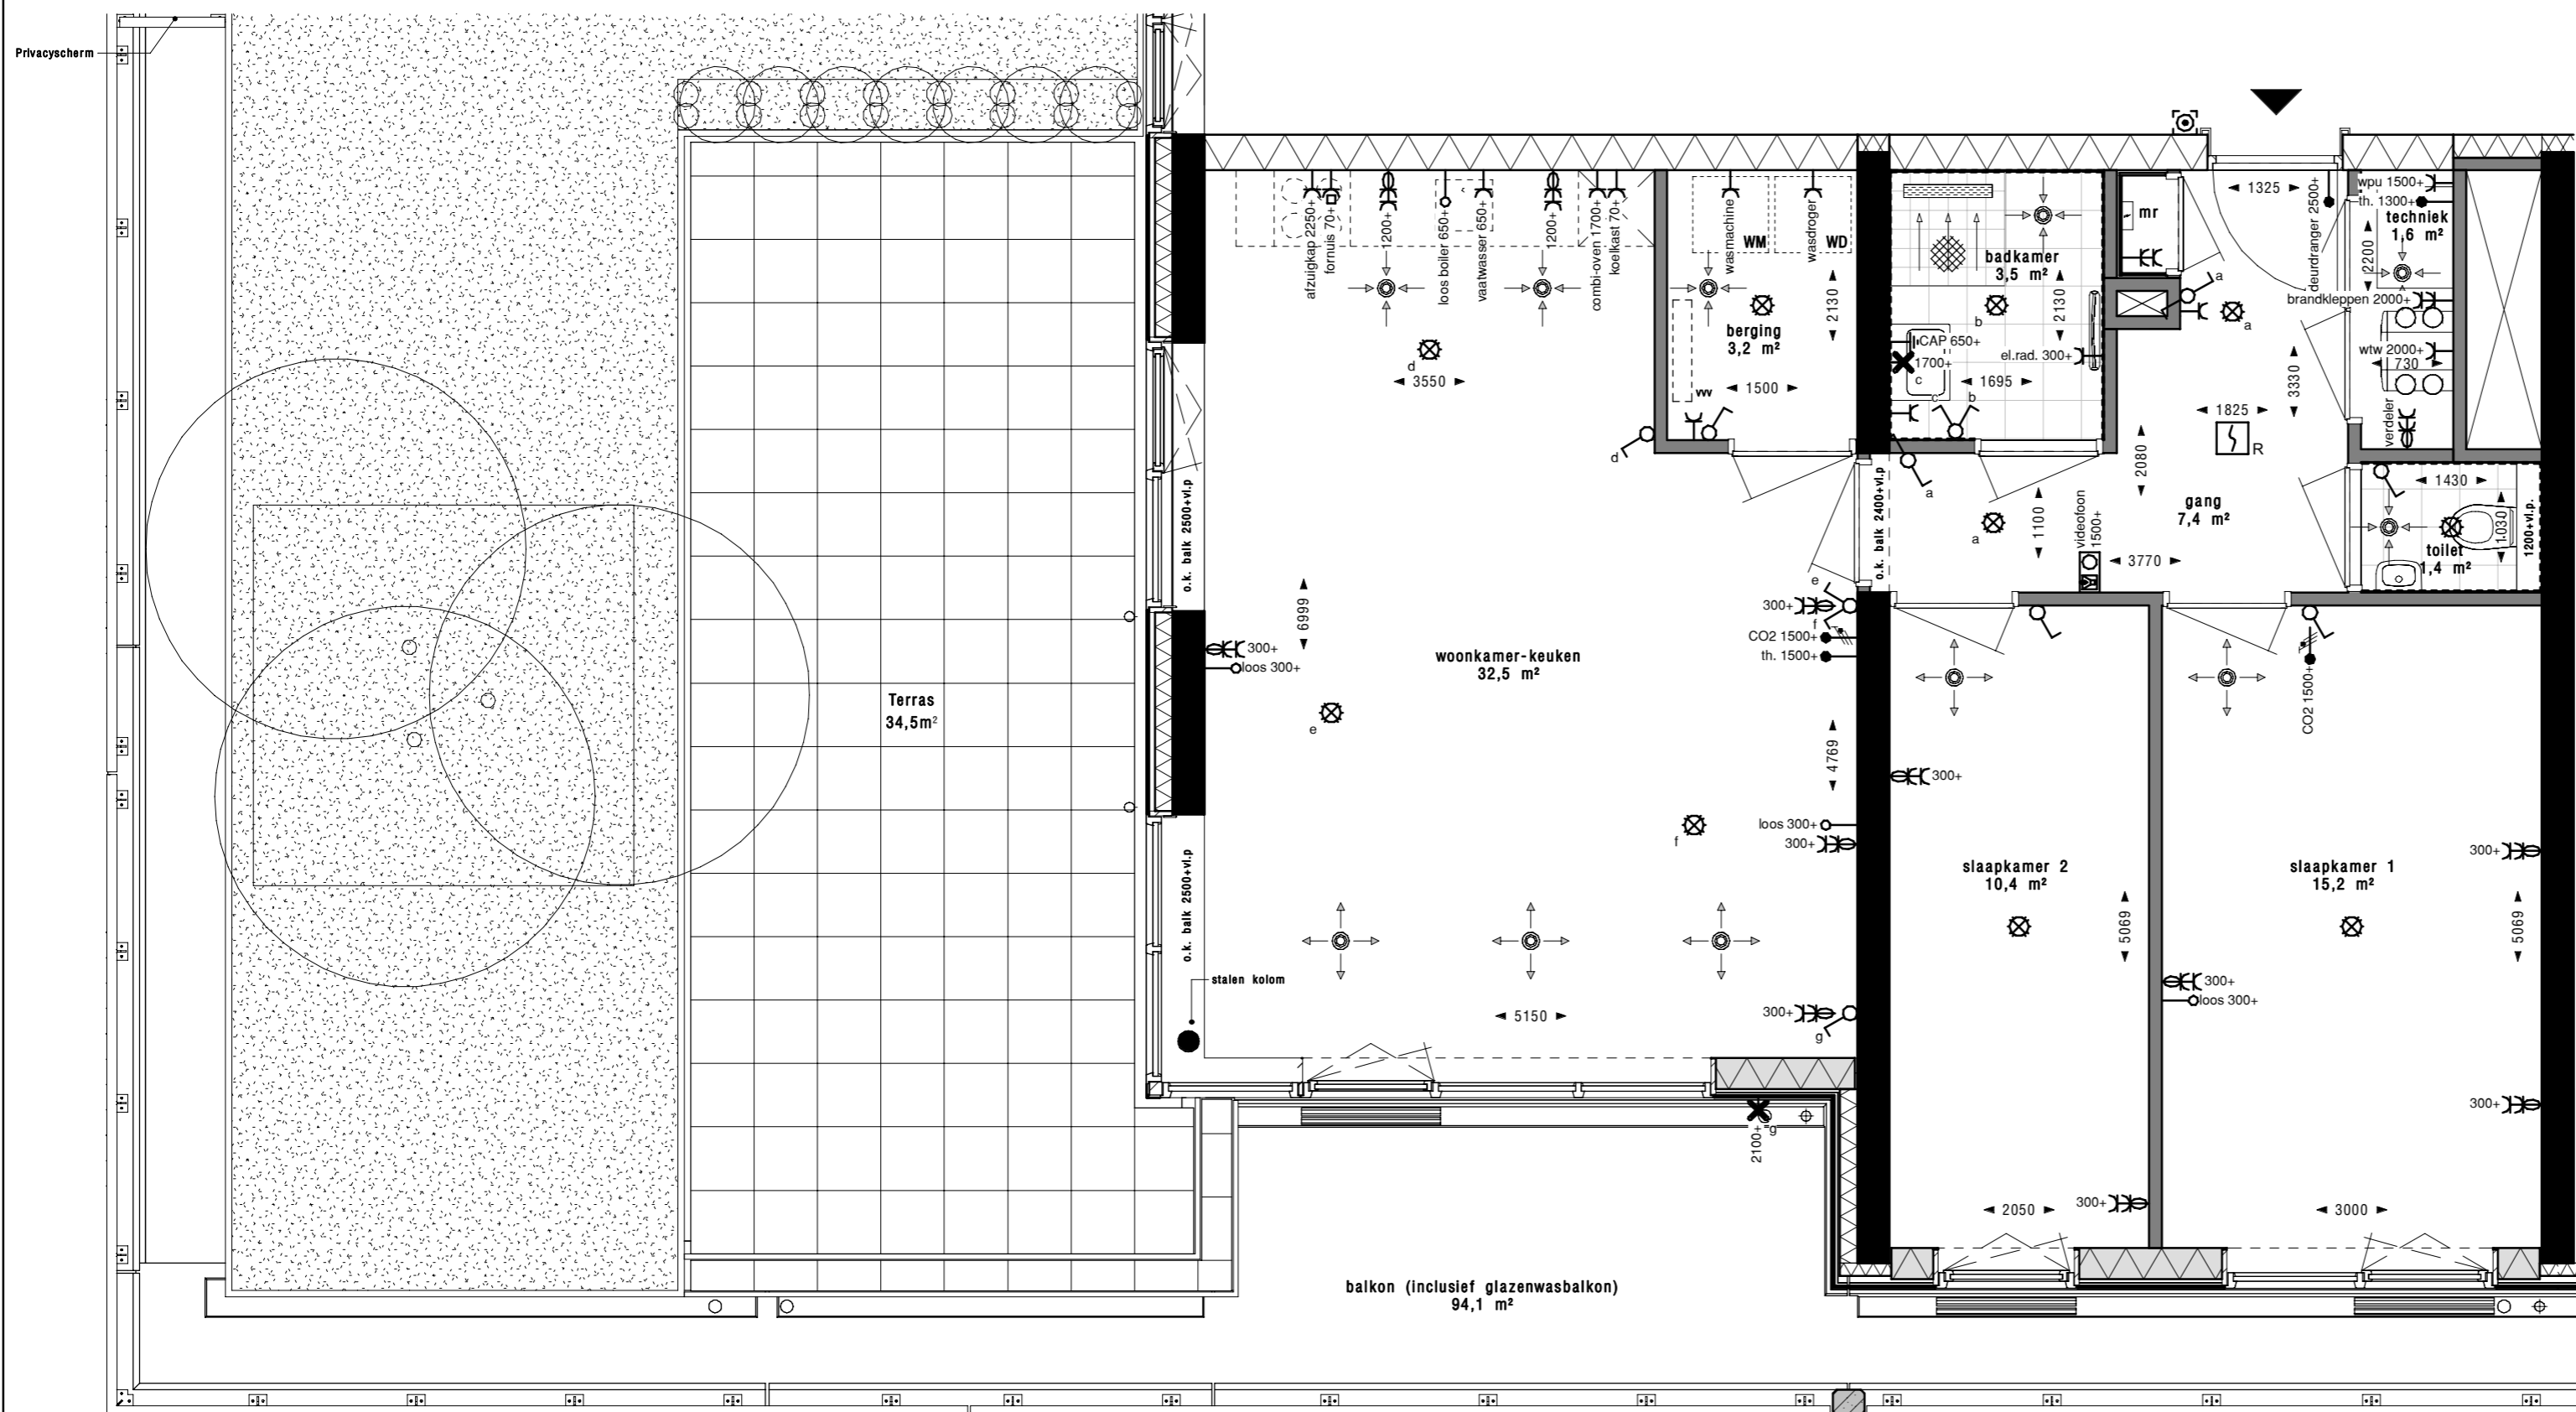 Privacyscherm
Terras
34,5m²
o.k. balk 2500+vl.p
o.k. balk 2500+vl.p
stalen kolom
afzuigkap 2250+
fornuis 70+
1200+
loos boiler 650+
vaatwasser 650+
1200+
combi-oven 1700+
koelkast 70+
d
3550
6999
300+
loos 300+
e
woonkamer-keuken
32,5 m²
f
5150
wasmachine
WM
wasdroger
WD
berging
3,2 m²
2130
1500
d
e
300+
f
CO2 1500+
th. 1500+
4769
loos 300+
300+
300+
g
2100+
g
balkon (inclusief glazenwasbalkon)
94,1 m²
badkamer
3,5 m²
b
2130
CAP 650+
1700+
c
el.rad. 300+
1695
c
b
o.k. balk 2400+vl.p
a
a
1100
videofoon
1500+
mr
a
a
1325
deurdranger 2500+
3330
1825
R
2080
gang
7,4 m²
3770
wpu 1500+
th. 1300+
techniek
1,6 m²
2200
brandkleppen 2000+
wtw 2000+
730
verdeler
1430
1030
toilet
1,4 m²
1200+vl.p.
300+
slaapkamer 2
10,4 m²
5069
2050
300+
CO2 1500+
slaapkamer 1
15,2 m²
300+
5069
300+
loos 300+
300+
3000